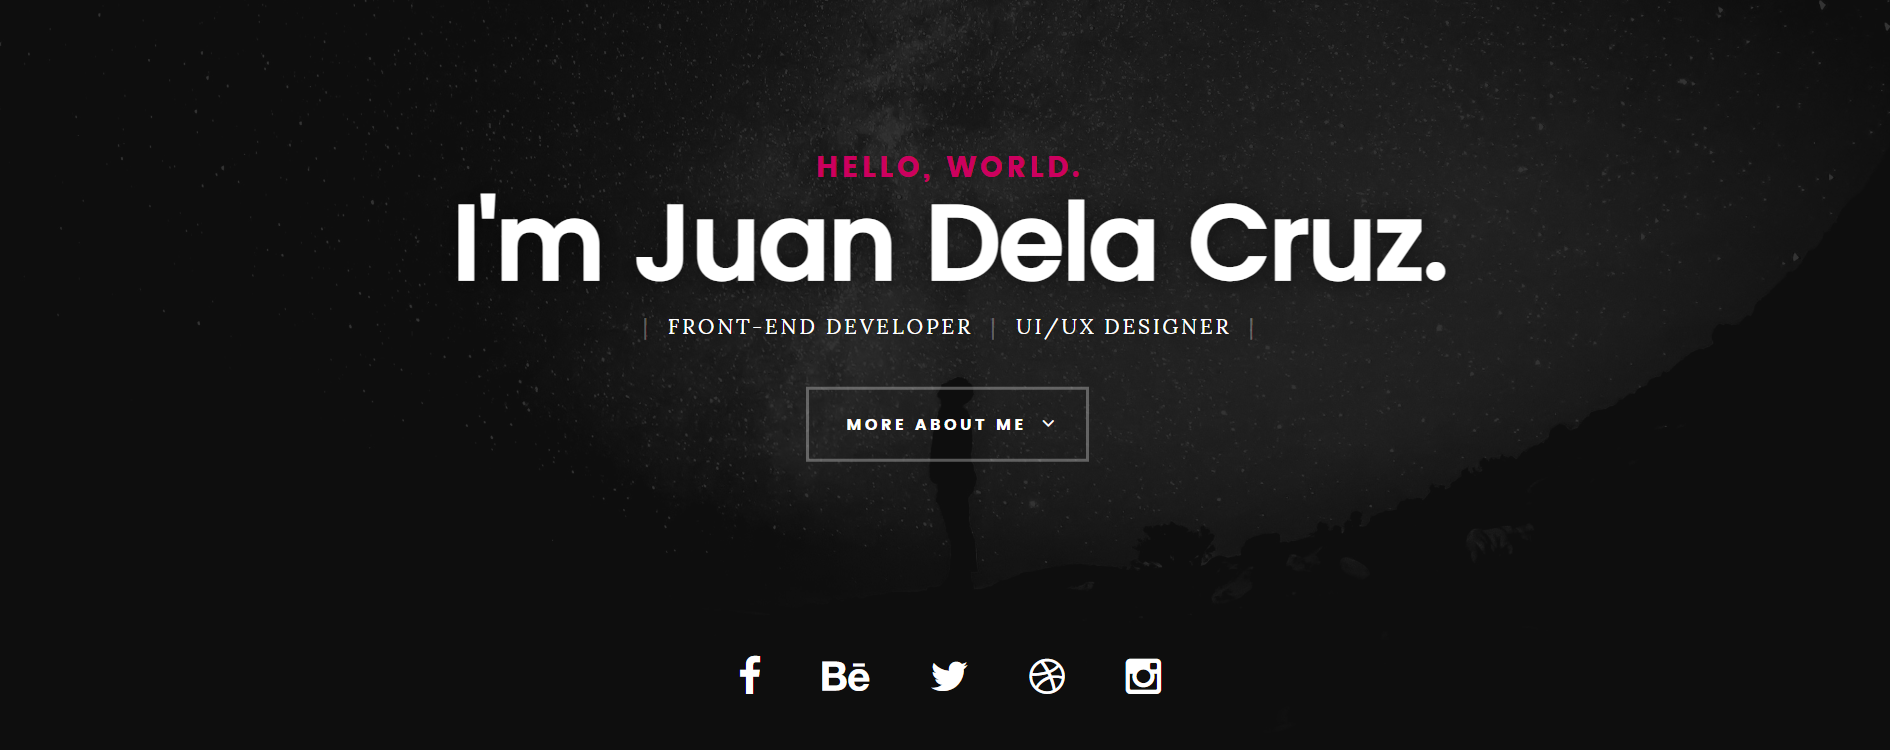 HELLO, WORLD.
I'm Juan Dela Cruz.
| FRONT-END DEVELOPER | UI/UX DESIGNER |
MORE ABOUT ME
Bē